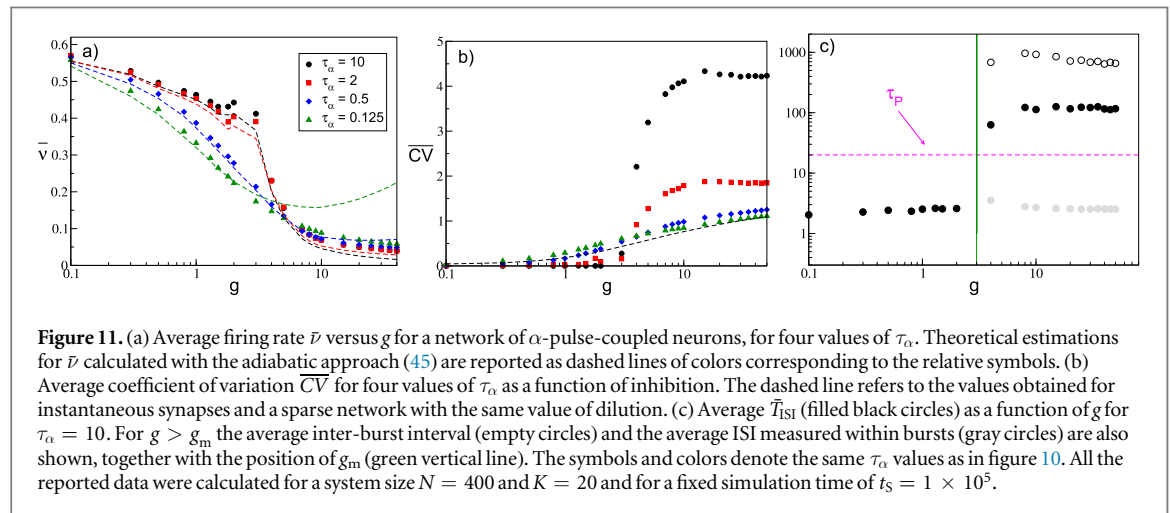 a)
0.6
0.5
0.4
ν̄
0.3
0.2
0.1
0
0.1
1
10
g
τα = 10
τα = 2
τα = 0.5
τα = 0.125
b)
5
4
CV
3
2
1
0
0.1
1
10
g
c)
1000
100
10
1
τP
0.1
1
10
g
Figure 11. (a) Average firing rate ν̄ versus g for a network of α-pulse-coupled neurons, for four values of τα. Theoretical estimations
for ν̄ calculated with the adiabatic approach (45) are reported as dashed lines of colors corresponding to the relative symbols. (b)
Average coefficient of variation CV for four values of τα as a function of inhibition. The dashed line refers to the values obtained for
instantaneous synapses and a sparse network with the same value of dilution. (c) Average T̄ISI (filled black circles) as a function of g for
τα = 10. For g > gm the average inter-burst interval (empty circles) and the average ISI measured within bursts (gray circles) are also
shown, together with the position of gm (green vertical line). The symbols and colors denote the same τα values as in figure 10. All the
reported data were calculated for a system size N = 400 and K = 20 and for a fixed simulation time of tS = 1 × 10⁵.